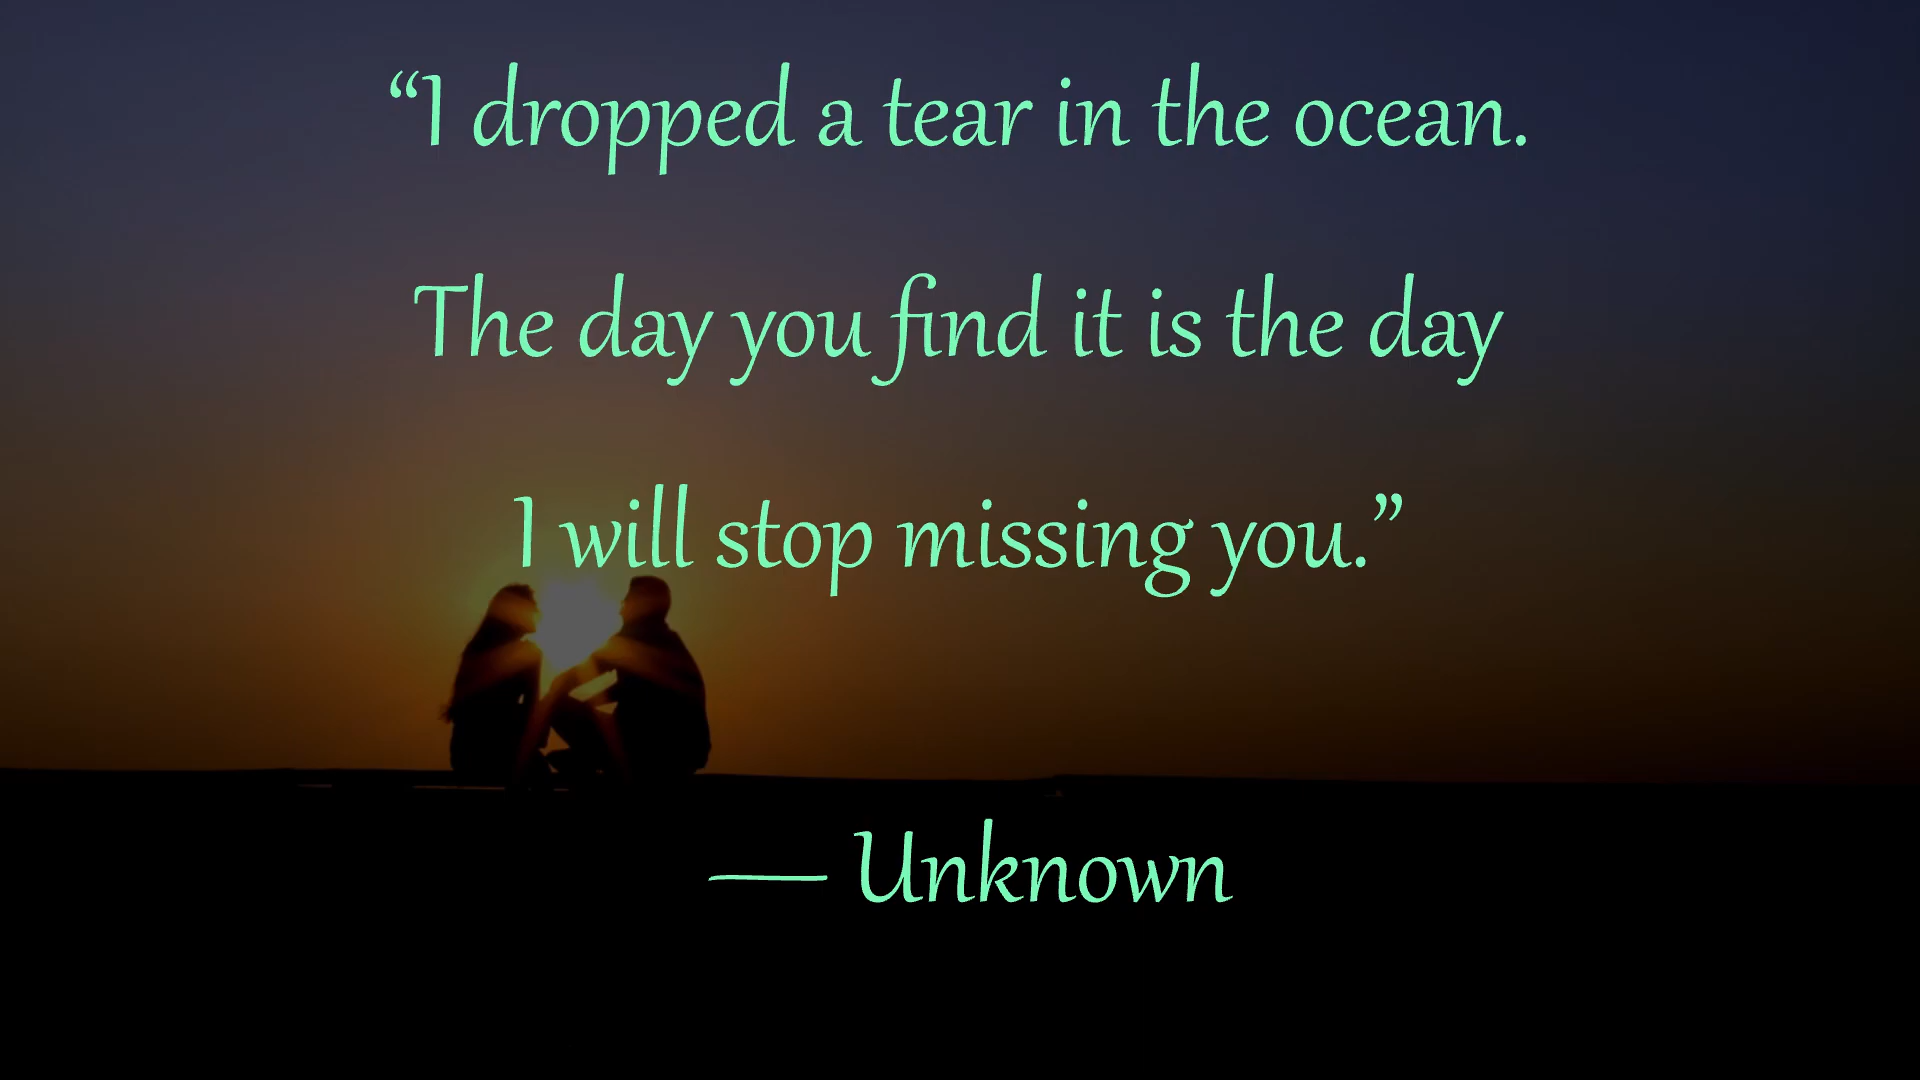 “I dropped a tear in the ocean.
The day you find it is the day
I will stop missing you.”
— Unknown